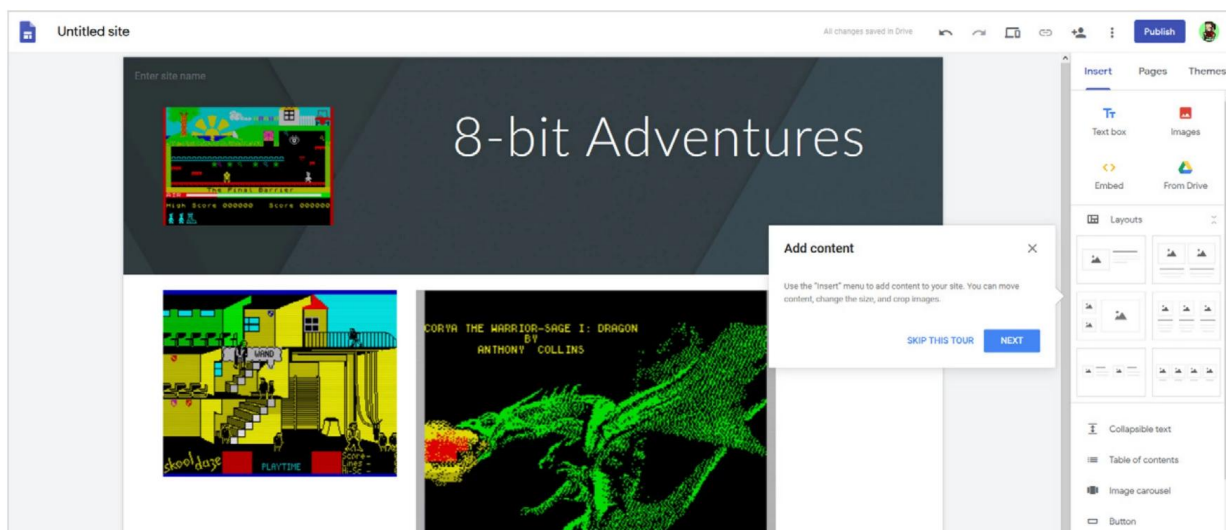 Untitled site
All changes saved in Drive
Publish
Enter site name
8-bit Adventures
The Final Barrier
AIR
High Score 000000 Score 000000
WAND
skool daze
PLAYTIME
Score-
Lines -
Hi-Sc -
CORYA THE WARRIOR-SAGE I: DRAGON
BY
ANTHONY COLLINS
Add content
Use the "Insert" menu to add content to your site. You can move
content, change the size, and crop images.
SKIP THIS TOUR NEXT
Insert Pages Themes
Text box Images
Embed From Drive
Layouts
Collapsible text
Table of contents
Image carousel
Button